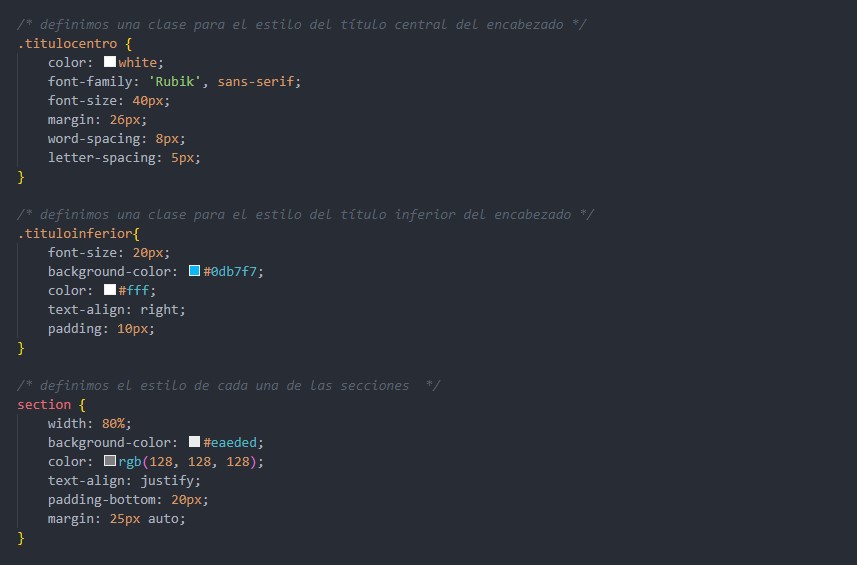 /* definimos una clase para el estilo del título central del encabezado */
.titulocentro {
    color: white;
    font-family: 'Rubik', sans-serif;
    font-size: 40px;
    margin: 26px;
    word-spacing: 8px;
    letter-spacing: 5px;
}
/* definimos una clase para el estilo del título inferior del encabezado */
.tituloinferior{
    font-size: 20px;
    background-color: #0db7f7;
    color: #fff;
    text-align: right;
    padding: 10px;
}
/* definimos el estilo de cada una de las secciones  */
section {
    width: 80%;
    background-color: #eaeded;
    color: rgb(128, 128, 128);
    text-align: justify;
    padding-bottom: 20px;
    margin: 25px auto;
}